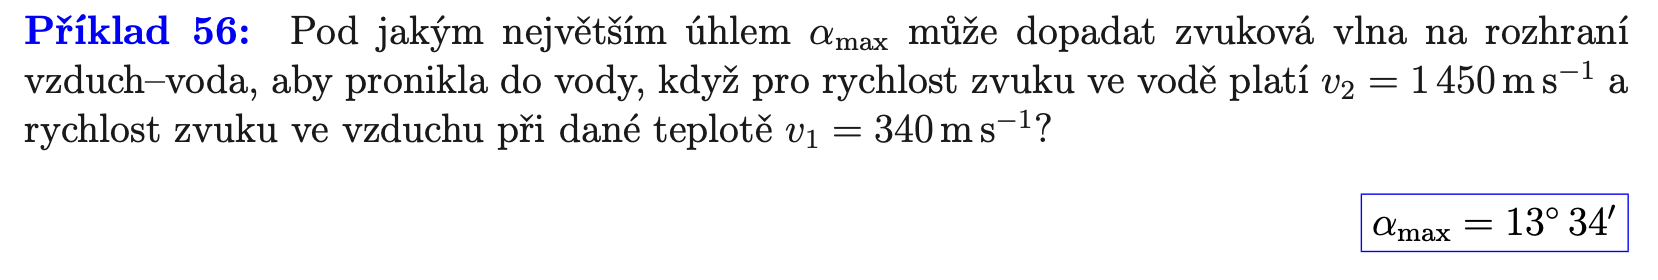 Příklad 56: Pod jakým největším úhlem αmax může dopadat zvuková vlna na rozhraní
vzduch–voda, aby pronikla do vody, když pro rychlost zvuku ve vodě platí v₂ = 1 450 m s⁻¹ a
rychlost zvuku ve vzduchu při dané teplotě v₁ = 340 m s⁻¹?
αmax = 13° 34′